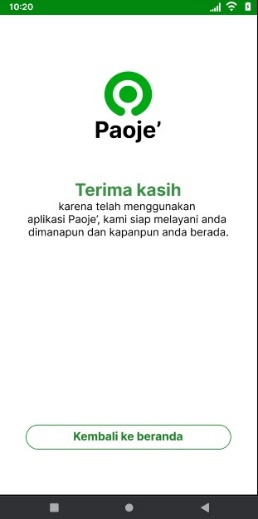 10:20
Paoje’
Terima kasih
karena telah menggunakan
aplikasi Paoje’, kami siap melayani anda
dimanapun dan kapanpun anda berada.
Kembali ke beranda